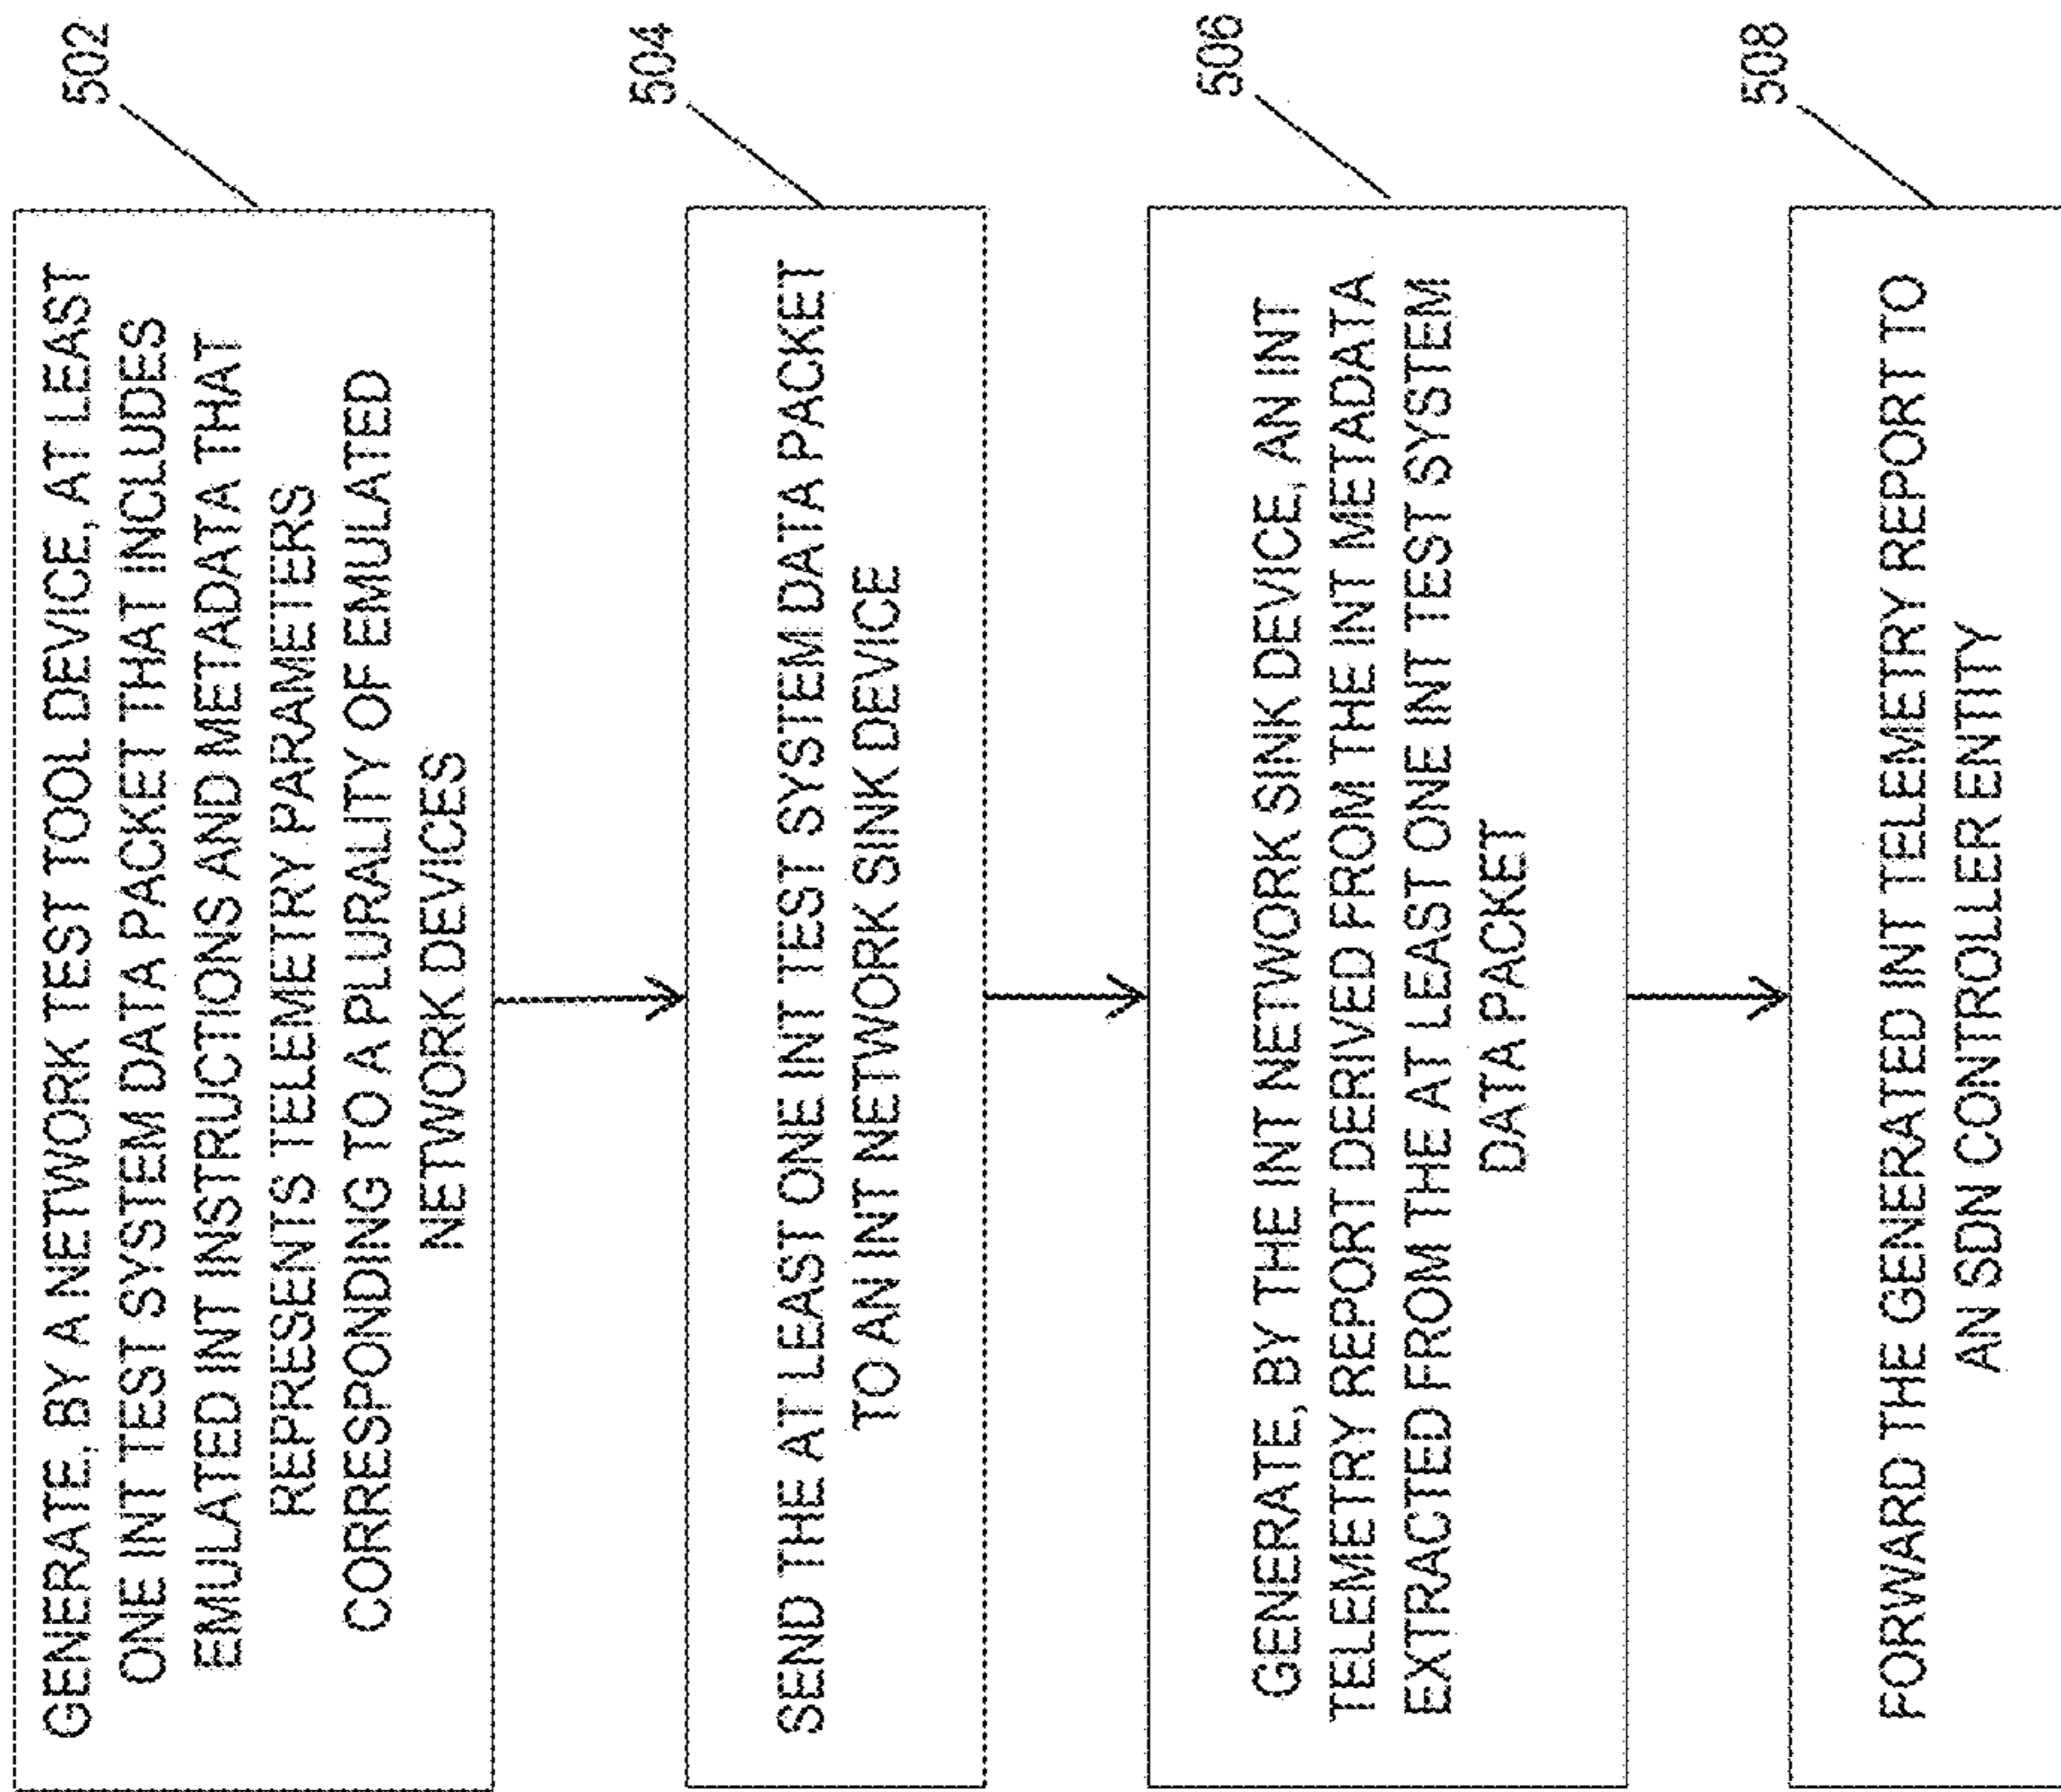 502
GENERATE, BY A NETWORK TEST TOOL DEVICE, AT LEAST
ONE INT TEST SYSTEM DATA PACKET THAT INCLUDES
EMULATED INT INSTRUCTIONS AND METADATA THAT
REPRESENTS TELEMETRY PARAMETERS
CORRESPONDING TO A PLURALITY OF EMULATED
NETWORK DEVICES
504
SEND THE AT LEAST ONE INT TEST SYSTEM DATA PACKET
TO AN INT NETWORK SINK DEVICE
506
GENERATE, BY THE INT NETWORK SINK DEVICE, AN INT
TELEMETRY REPORT DERIVED FROM THE INT METADATA
EXTRACTED FROM THE AT LEAST ONE INT TEST SYSTEM
DATA PACKET
508
FORWARD THE GENERATED INT TELEMETRY REPORT TO
AN SDN CONTROLLER ENTITY